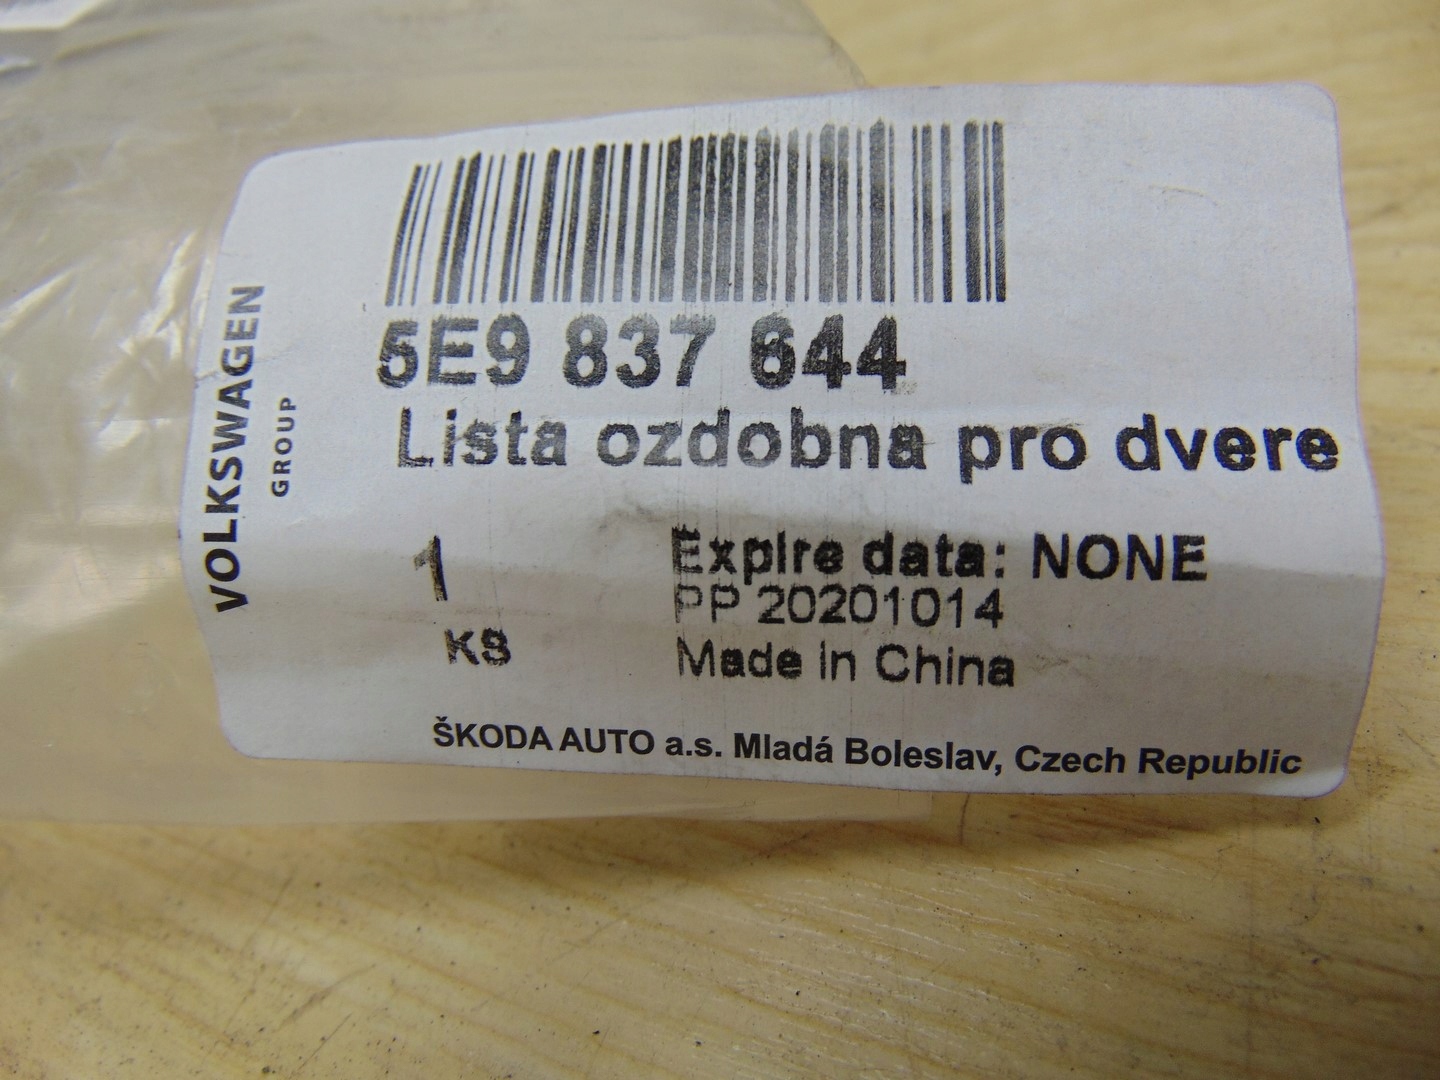 VOLKSWAGEN
GROUP
5E9 837 644
Lista ozdobna pro dvere
1
KS
Expire data: NONE
PP 20201014
Made in China
ŠKODA AUTO a.s. Mladá Boleslav, Czech Republic